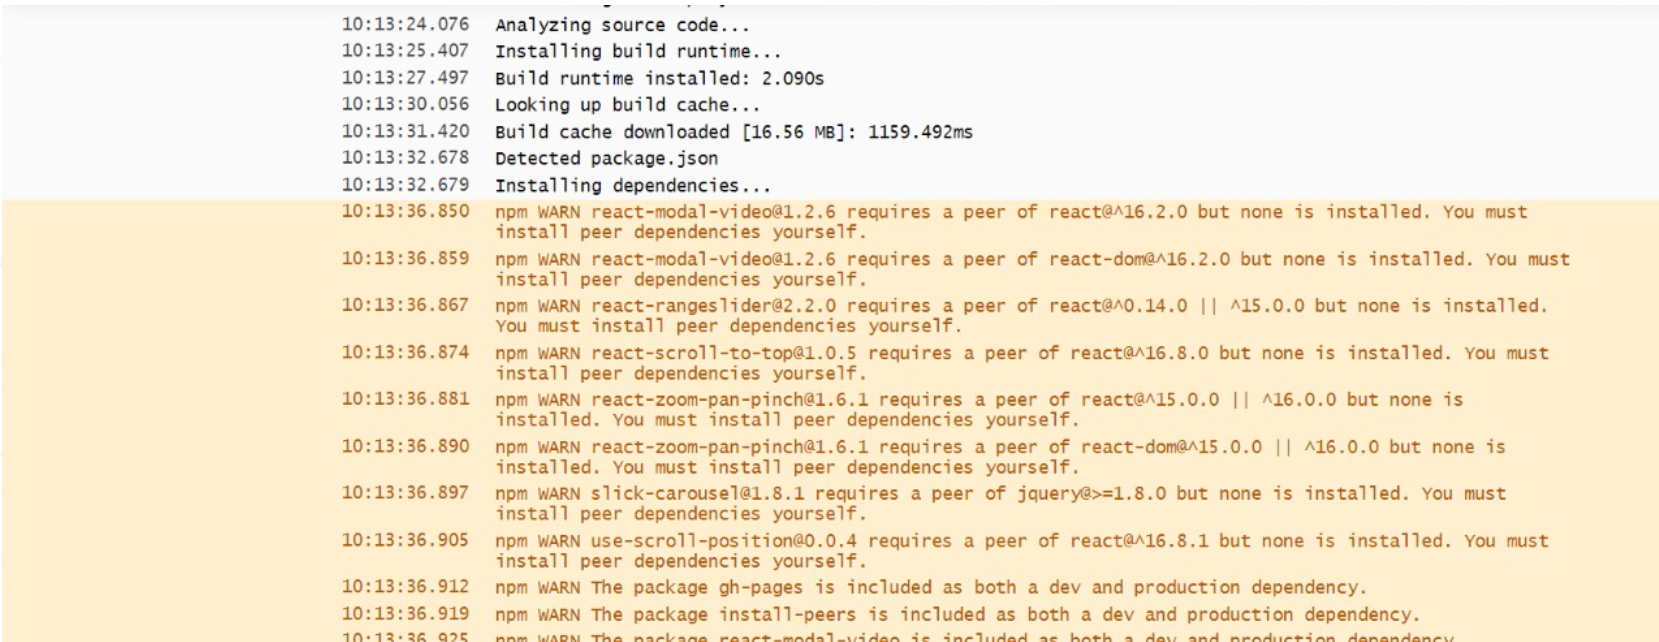 10:13:24.076 Analyzing source code...
10:13:25.407 Installing build runtime...
10:13:27.497 Build runtime installed: 2.090s
10:13:30.056 Looking up build cache...
10:13:31.420 Build cache downloaded [16.56 MB]: 1159.492ms
10:13:32.678 Detected package.json
10:13:32.679 Installing dependencies...
10:13:36.850 npm WARN react-modal-video@1.2.6 requires a peer of react@^16.2.0 but none is installed. You must
install peer dependencies yourself.
10:13:36.859 npm WARN react-modal-video@1.2.6 requires a peer of react-dom@^16.2.0 but none is installed. You must
install peer dependencies yourself.
10:13:36.867 npm WARN react-rangeslider@2.2.0 requires a peer of react@^0.14.0 || ^15.0.0 but none is installed.
You must install peer dependencies yourself.
10:13:36.874 npm WARN react-scroll-to-top@1.0.5 requires a peer of react@^16.8.0 but none is installed. You must
install peer dependencies yourself.
10:13:36.881 npm WARN react-zoom-pan-pinch@1.6.1 requires a peer of react@^15.0.0 || ^16.0.0 but none is
installed. You must install peer dependencies yourself.
10:13:36.890 npm WARN react-zoom-pan-pinch@1.6.1 requires a peer of react-dom@^15.0.0 || ^16.0.0 but none is
installed. You must install peer dependencies yourself.
10:13:36.897 npm WARN slick-carousel@1.8.1 requires a peer of jquery@>=1.8.0 but none is installed. You must
install peer dependencies yourself.
10:13:36.905 npm WARN use-scroll-position@0.0.4 requires a peer of react@^16.8.1 but none is installed. You must
install peer dependencies yourself.
10:13:36.912 npm WARN The package gh-pages is included as both a dev and production dependency.
10:13:36.919 npm WARN The package install-peers is included as both a dev and production dependency.
10:13:36.925 npm WARN The package react-modal-video is included as both a dev and production dependency.